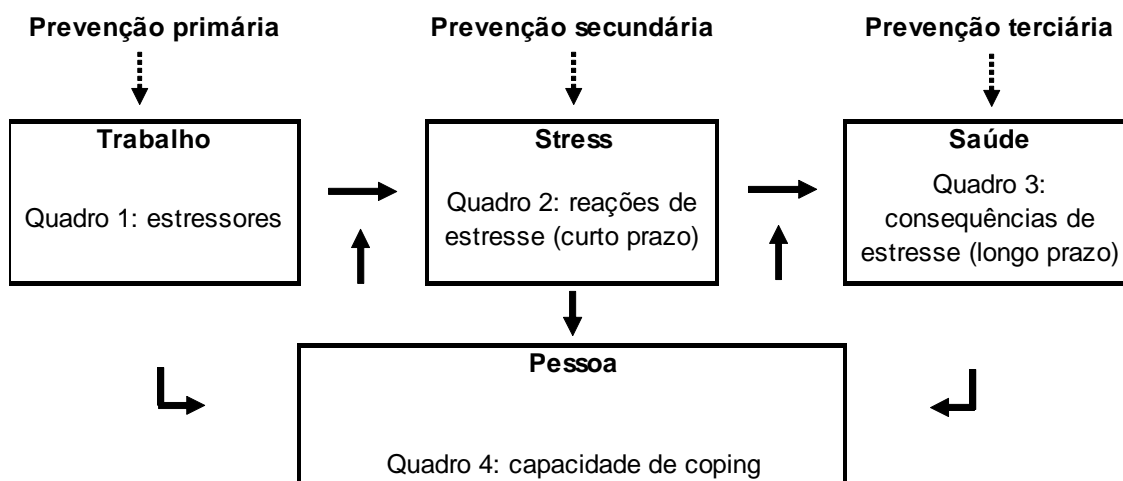 Prevenção primária
Prevenção secundária
Prevenção terciária
Trabalho
Quadro 1: estressores
Stress
Quadro 2: reações de
estresse (curto prazo)
Saúde
Quadro 3:
consequências de
estresse (longo prazo)
Pessoa
Quadro 4: capacidade de coping